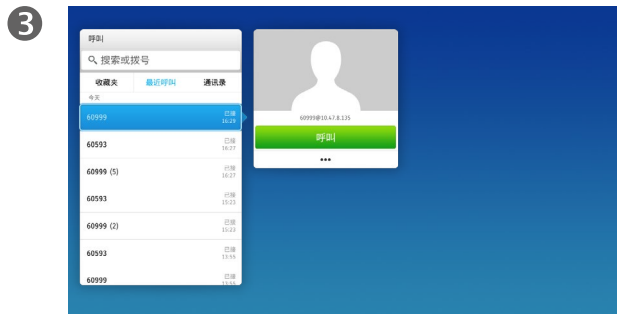 3
呼叫
搜索或拨号
收藏夹 最近呼叫 通讯录
今天
60999 已接
16:29
60593 已接
16:27
60999 (5) 已接
16:27
60593 已接
15:23
60999 (2) 已接
15:23
60593 已接
13:55
60999 已接
13:55
60999@10.47.8.135
呼叫
•••